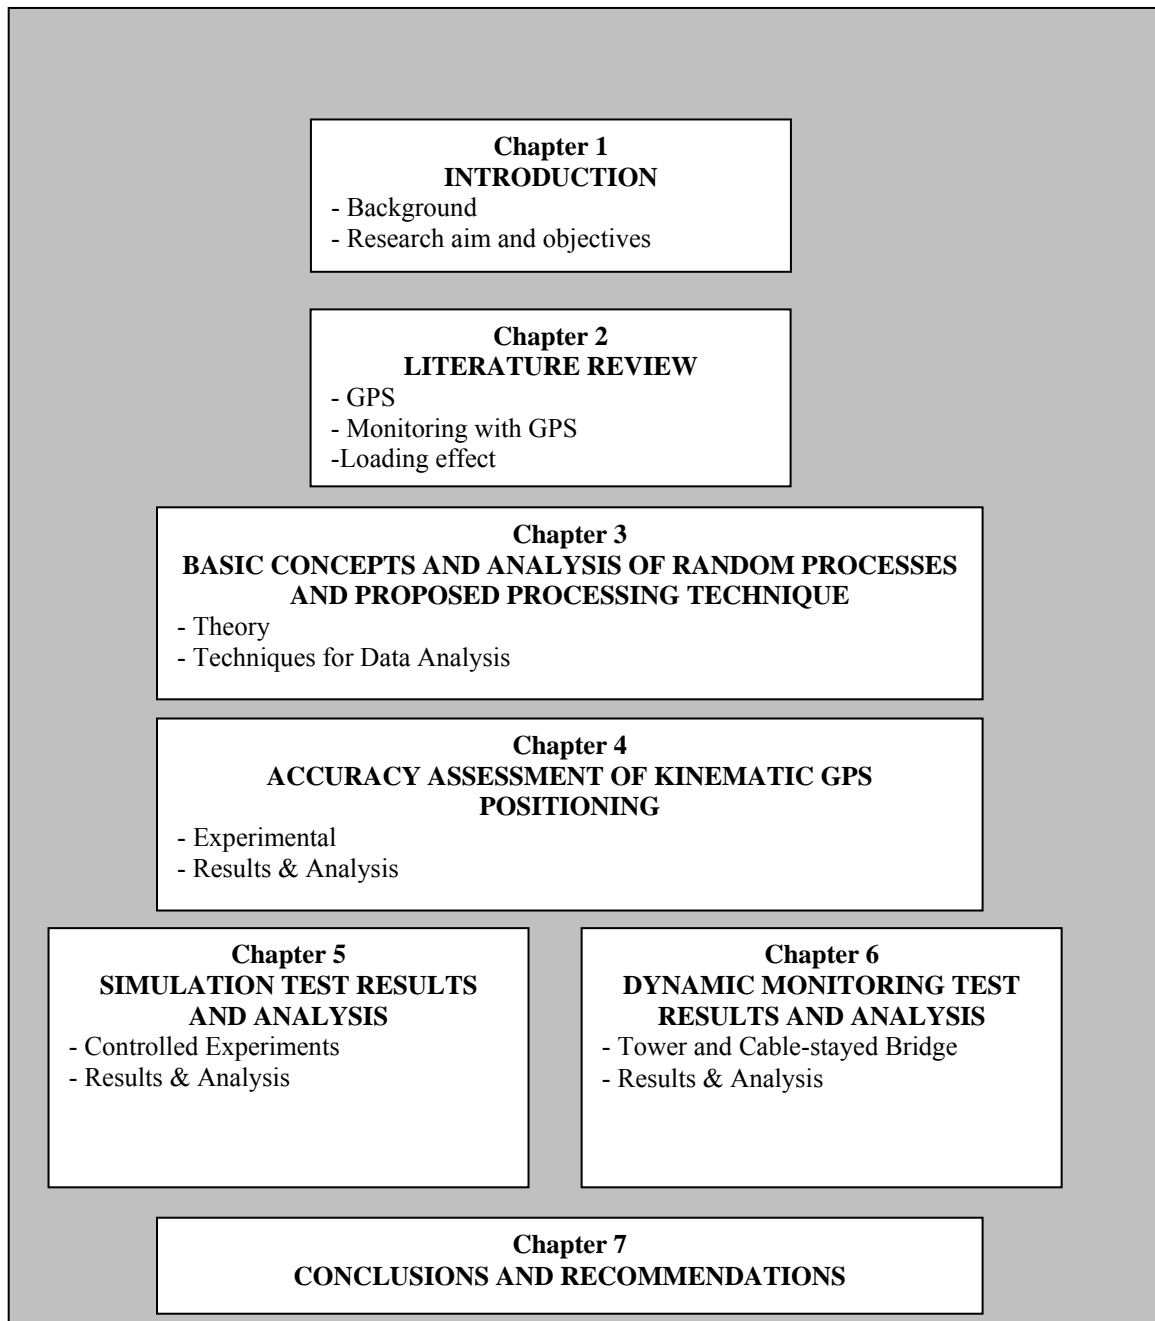 Chapter 1
INTRODUCTION
- Background
- Research aim and objectives
Chapter 2
LITERATURE REVIEW
- GPS
- Monitoring with GPS
-Loading effect
Chapter 3
BASIC CONCEPTS AND ANALYSIS OF RANDOM PROCESSES
AND PROPOSED PROCESSING TECHNIQUE
- Theory
- Techniques for Data Analysis
Chapter 4
ACCURACY ASSESSMENT OF KINEMATIC GPS
POSITIONING
- Experimental
- Results & Analysis
Chapter 5
SIMULATION TEST RESULTS
AND ANALYSIS
- Controlled Experiments
- Results & Analysis
Chapter 6
DYNAMIC MONITORING TEST
RESULTS AND ANALYSIS
- Tower and Cable-stayed Bridge
- Results & Analysis
Chapter 7
CONCLUSIONS AND RECOMMENDATIONS